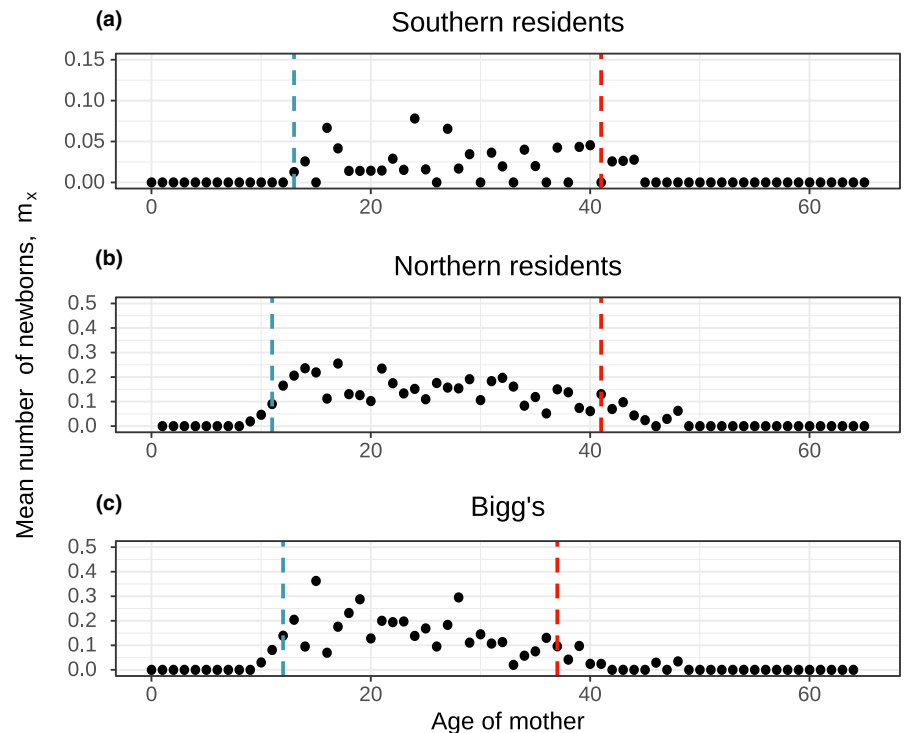 (a)
Southern residents
0.15
0.10
0.05
0.00
0 20 40 60
(b)
Northern residents
0.5
0.4
0.3
0.2
0.1
0.0
0 20 40 60
(c)
Bigg's
0.5
0.4
0.3
0.2
0.1
0.0
0 20 40 60
Age of mother
Mean number of newborns, mₓ